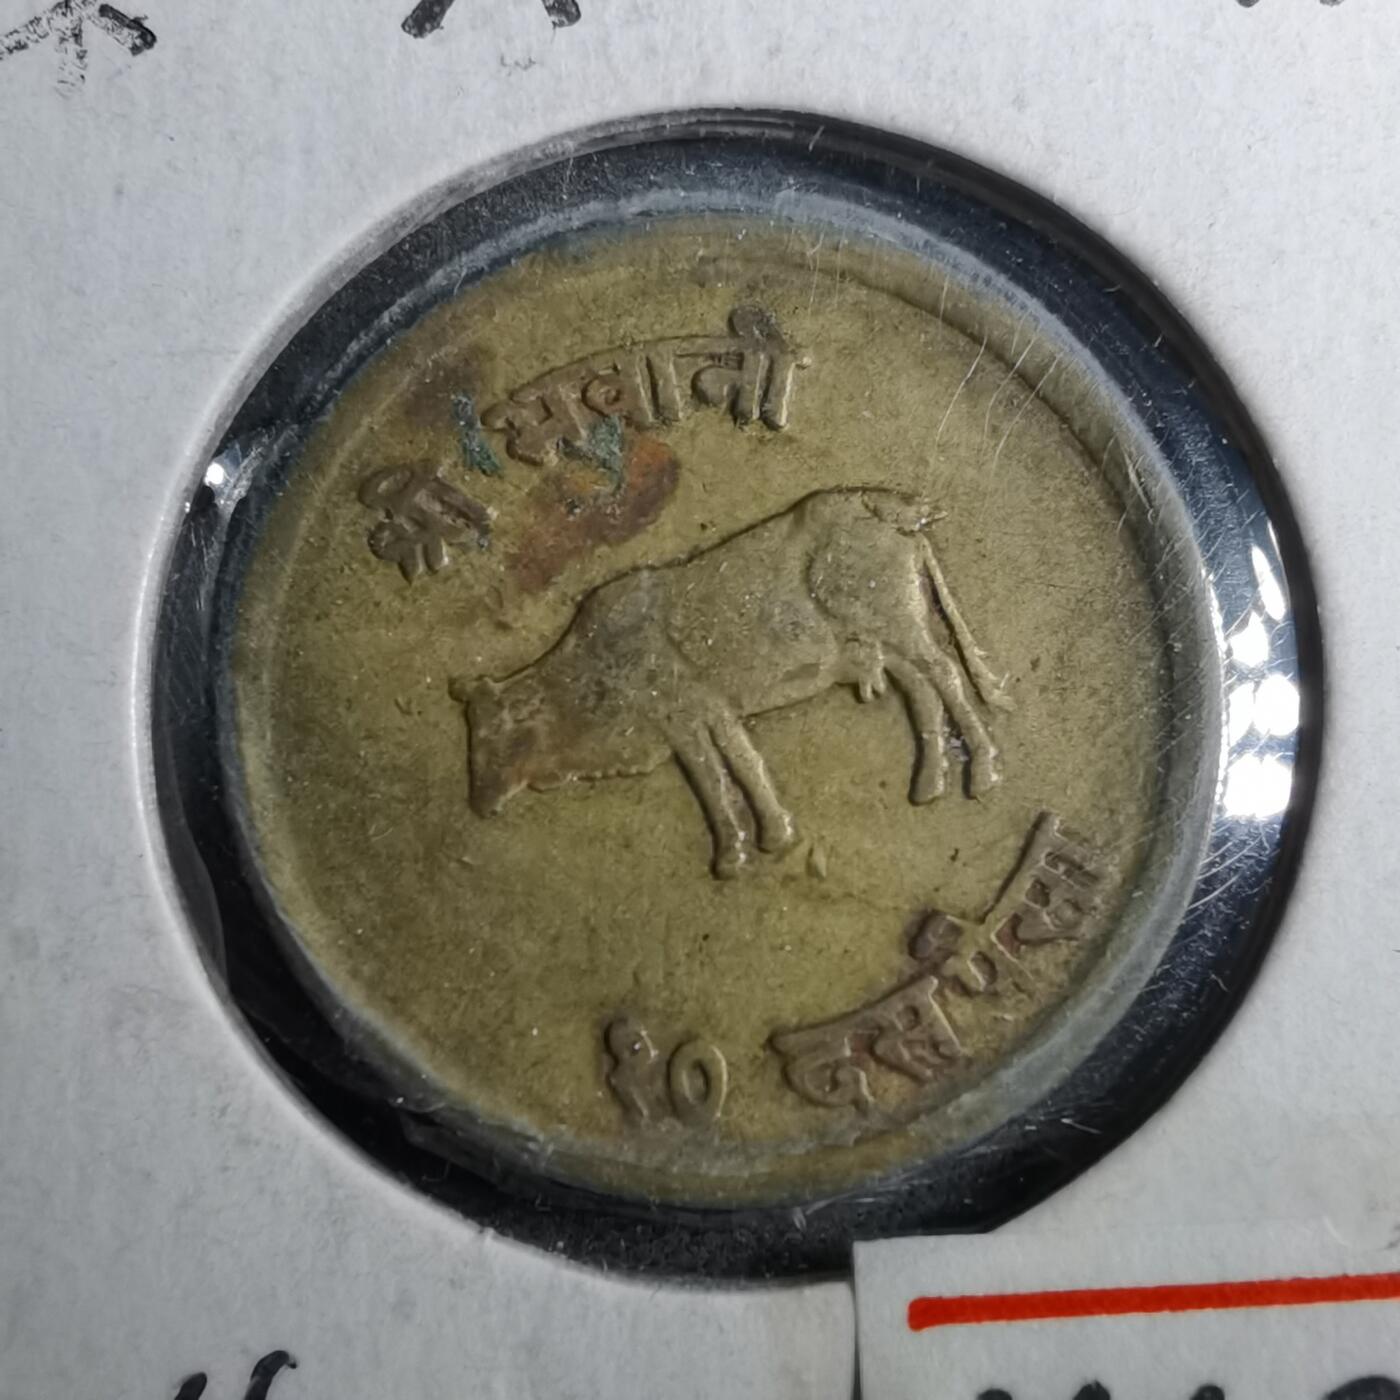 श्री भवानी
१० दस पैसा